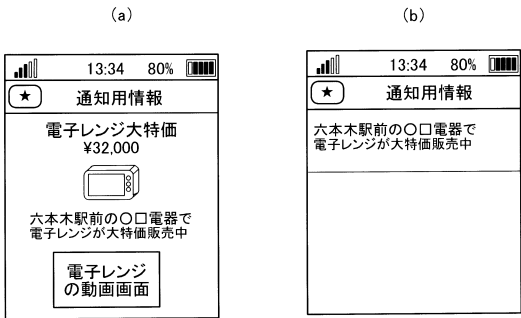 (a)
13:34 80%
★ 通知用情報
電子レンジ大特価
¥32,000
六本木駅前の〇口電器で
電子レンジが大特価販売中
電子レンジ
の動画画面
(b)
13:34 80%
★ 通知用情報
六本木駅前の〇口電器で
電子レンジが大特価販売中